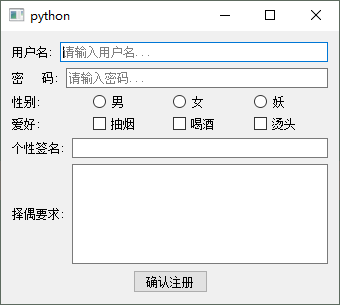 python
用户名： 请输入用户名...
密 码： 请输入密码...
性别： 男 女 妖
爱好： 抽烟 喝酒 烫头
个性签名：
择偶要求：
确认注册